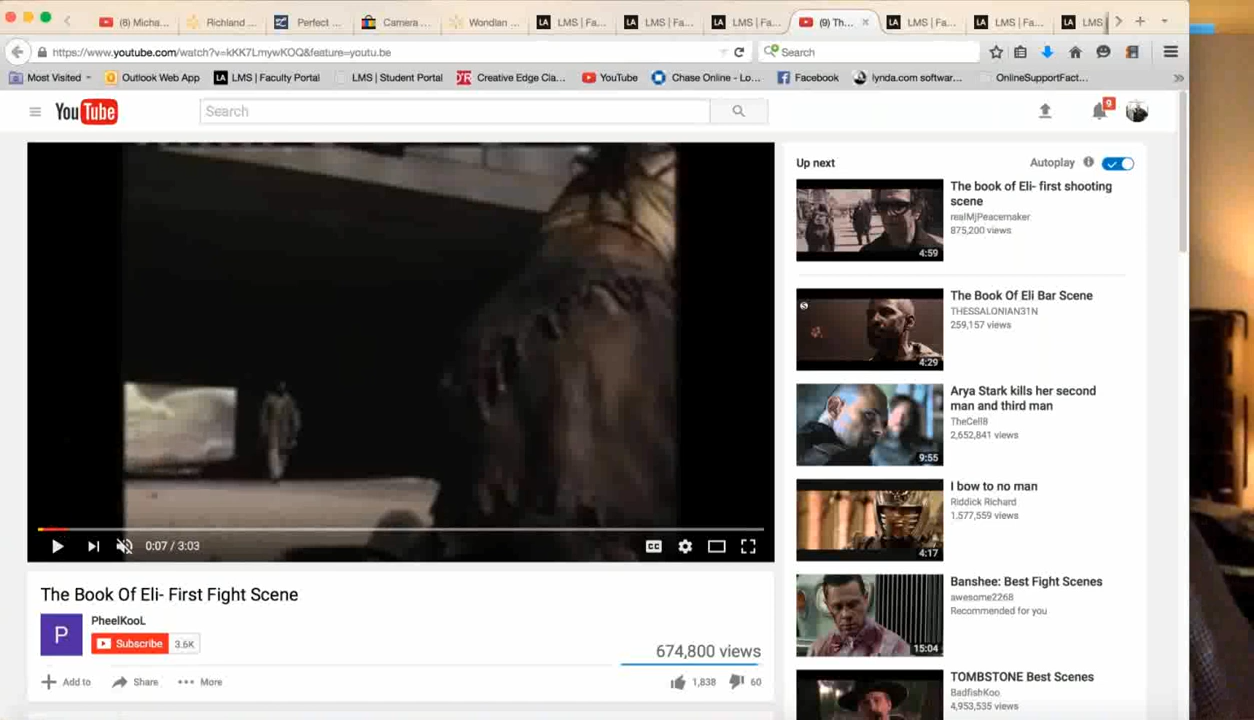 (6) Micha...
Richland ...
Perfect ...
Camera ...
Wondlan ...
LMS | Fa...
LMS | Fa...
LMS | Fa...
(9) Th...
LMS | Fa...
LMS | Fa...
LMS
https://www.youtube.com/watch?v=kKK7LmywKOQ&feature=youtu.be
Search
Most Visited
Outlook Web App
LMS | Faculty Portal
LMS | Student Portal
Creative Edge Cla...
YouTube
Chase Online - Lo...
Facebook
lynda.com softwar...
OnlineSupportFact...
YouTube
Search
9
Up next
Autoplay
The book of Eli- first shooting
scene
realMjPeacemaker
875,200 views
4:59
The Book Of Eli Bar Scene
THESSALONIAN31N
259,157 views
4:29
Arya Stark kills her second
man and third man
TheCell8
2,652,841 views
9:55
I bow to no man
Riddick Richard
1,577,559 views
4:17
Banshee: Best Fight Scenes
awesome2268
Recommended for you
15:04
TOMBSTONE Best Scenes
BadfishKoo
4,953,535 views
0:07 / 3:03
CC
The Book Of Eli- First Fight Scene
P
PheelKooL
Subscribe 3.6K
674,800 views
Add to
Share
More
1,838
60